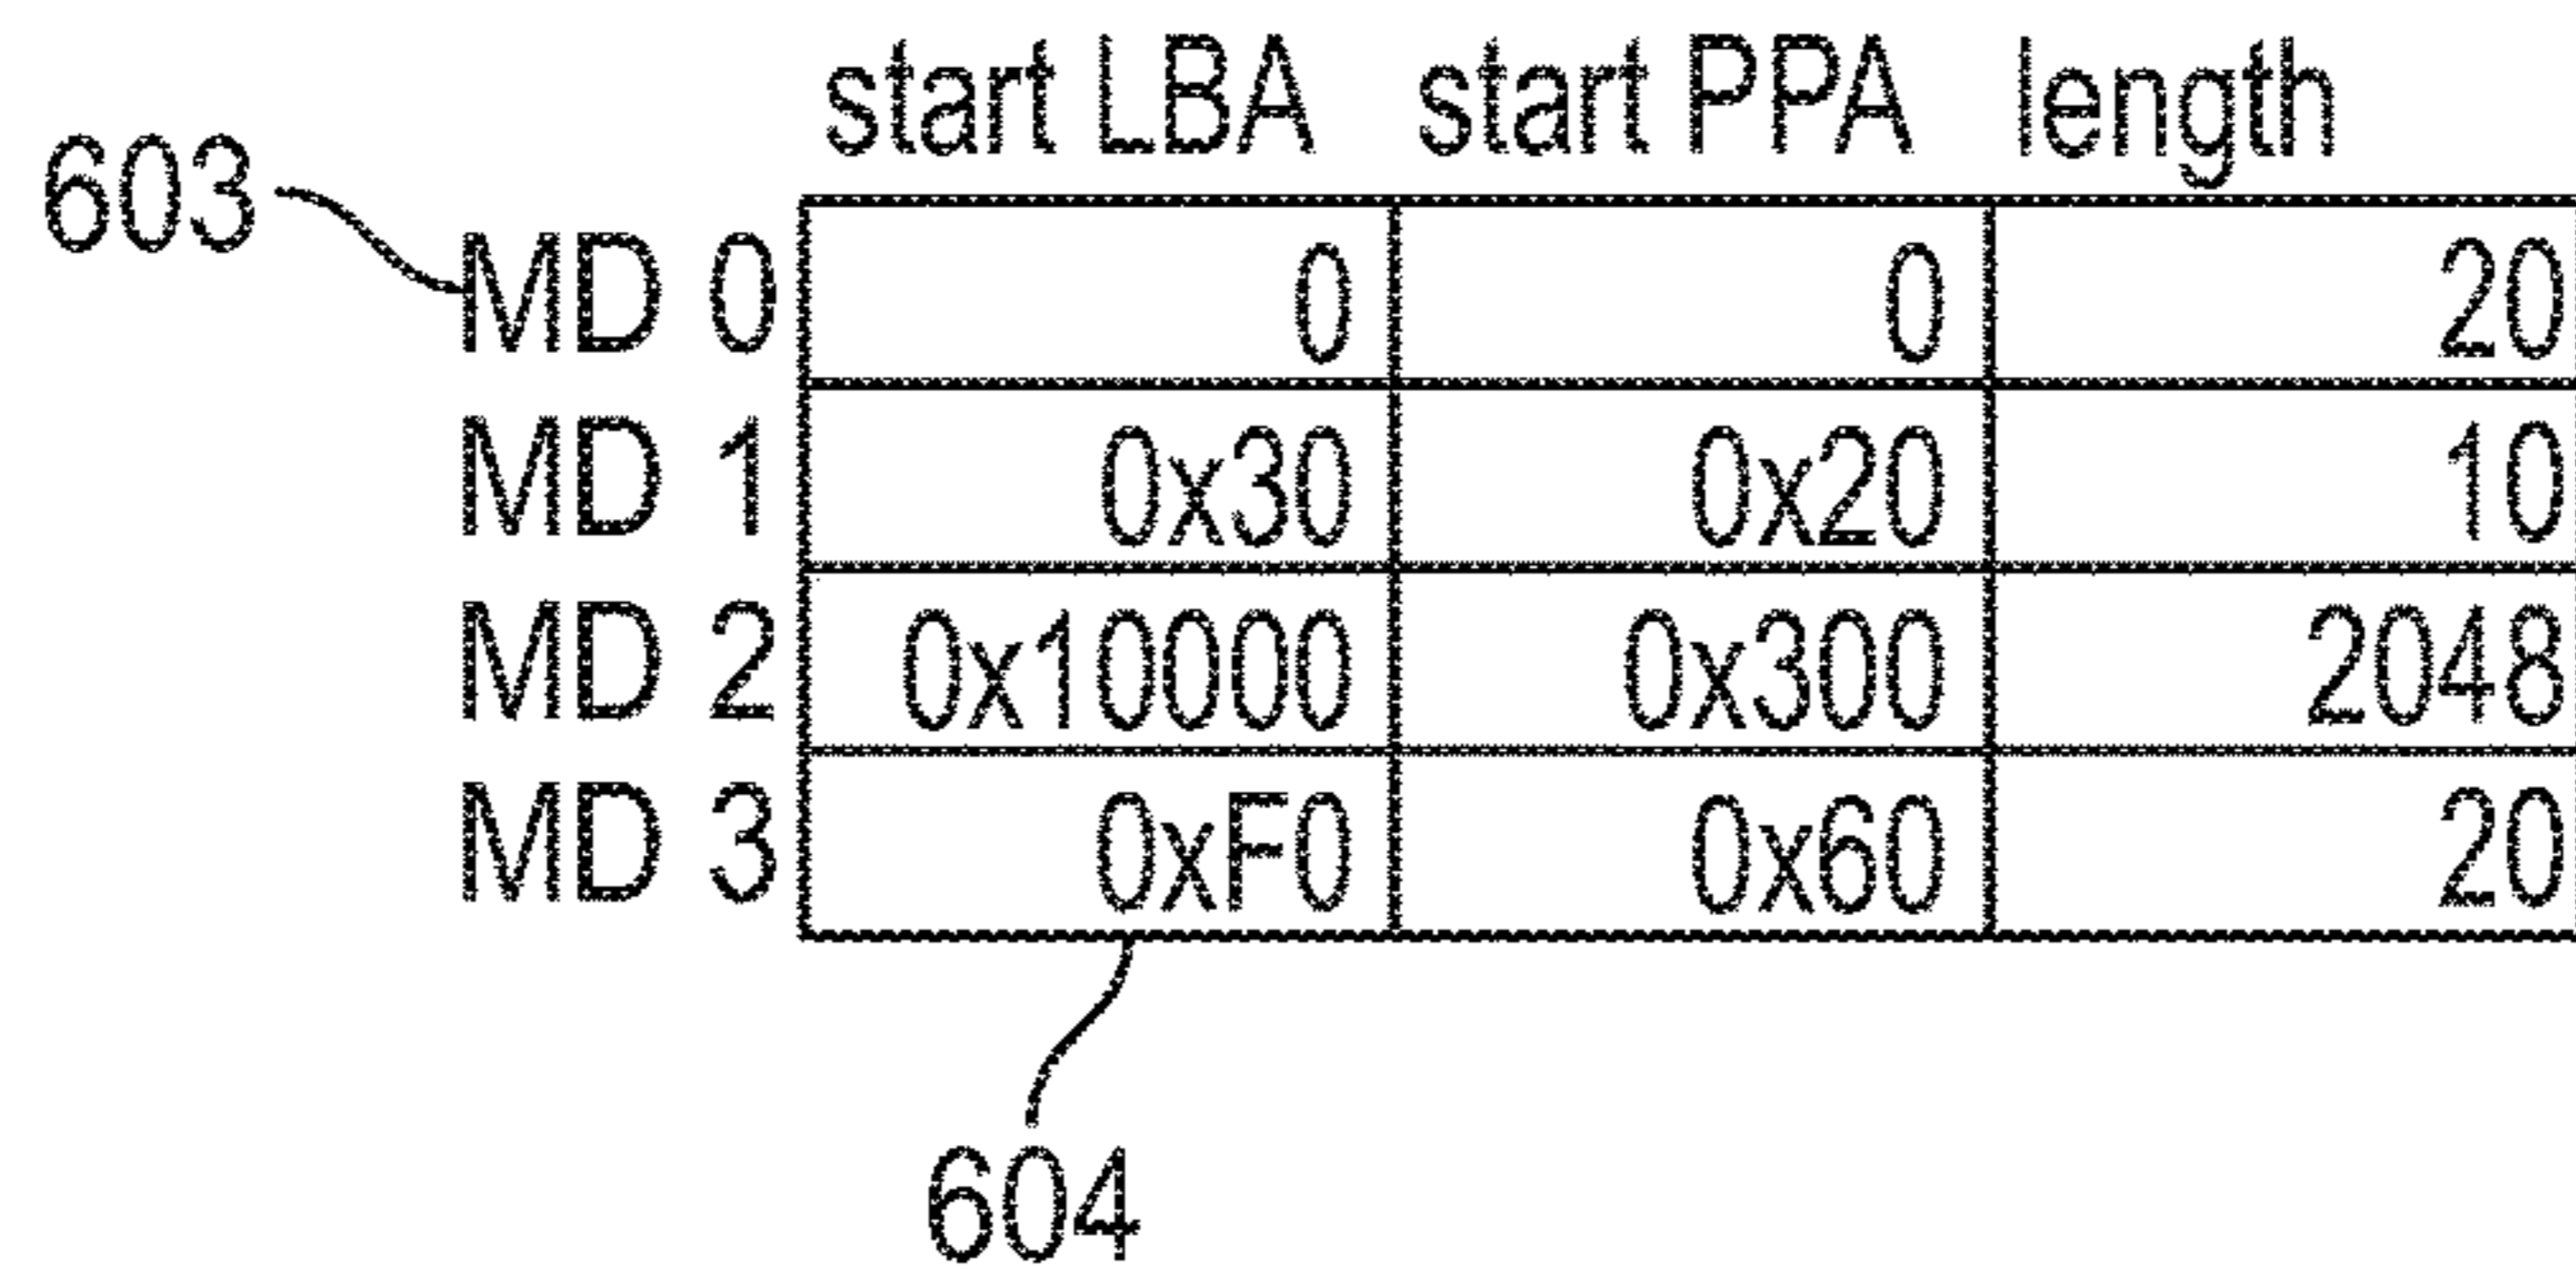 start LBA start PPA length
603
MD 0 0 0 20
MD 1 0x30 0x20 10
MD 2 0x10000 0x300 2048
MD 3 0xF0 0x60 20
604